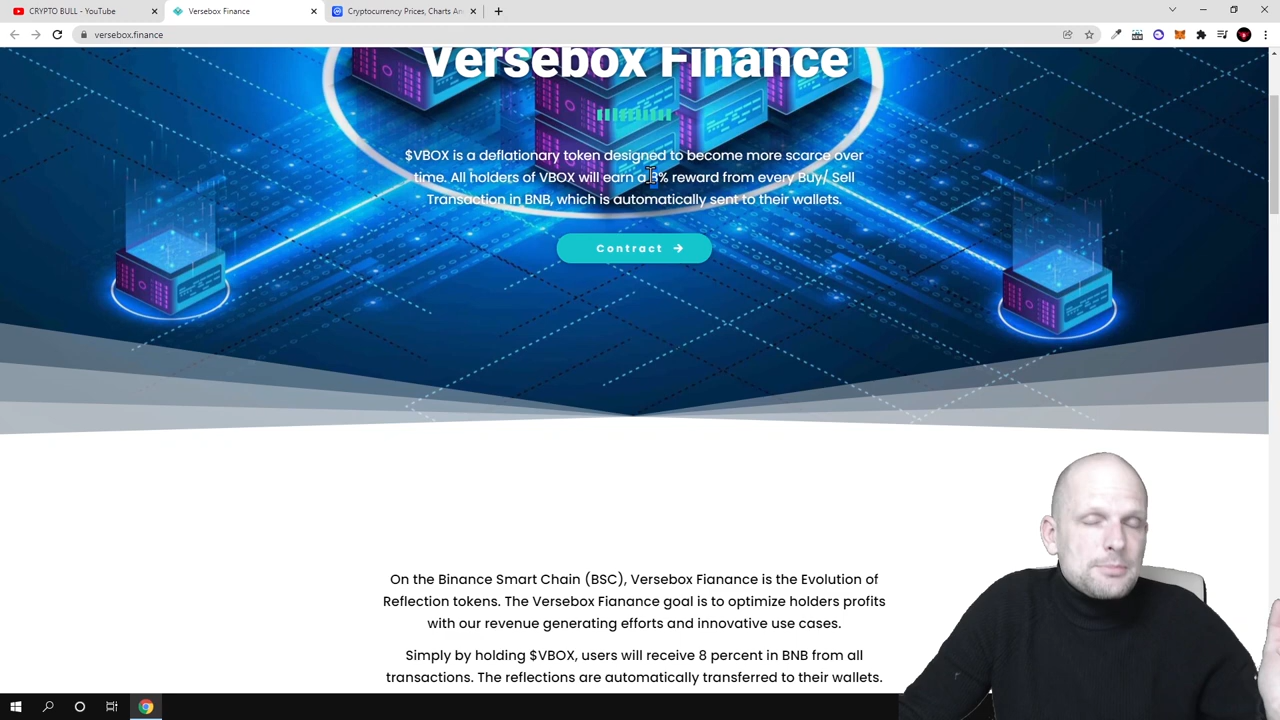 CRYPTO BULL - YouTube
Versebox Finance
Cryptocurrency Prices, Charts An
versebox.finance
Versebox Finance
$VBOX is a deflationary token designed to become more scarce over
time. All holders of VBOX will earn a 8% reward from every Buy/ Sell
Transaction in BNB, which is automatically sent to their wallets.
Contract
On the Binance Smart Chain (BSC), Versebox Fianance is the Evolution of
Reflection tokens. The Versebox Fianance goal is to optimize holders profits
with our revenue generating efforts and innovative use cases.
Simply by holding $VBOX, users will receive 8 percent in BNB from all
transactions. The reflections are automatically transferred to their wallets.